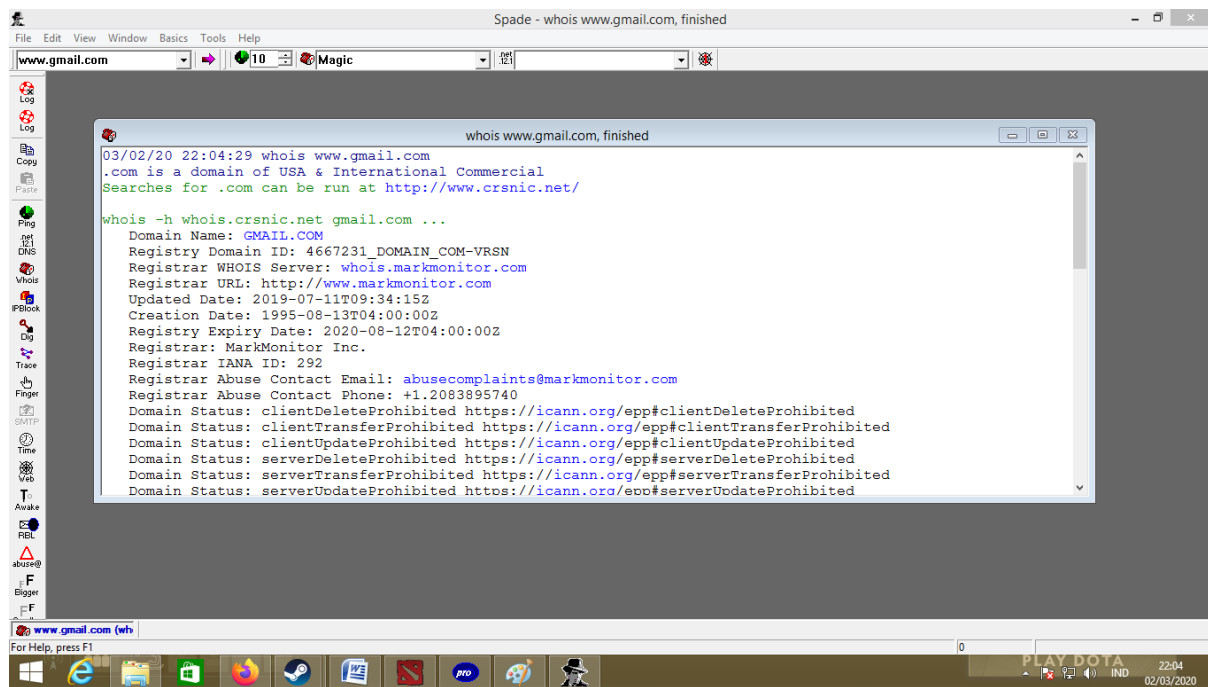 Spade - whois www.gmail.com, finished
File Edit View Window Basics Tools Help
www.gmail.com 10 Magic .net .12.1
Log
Log
Copy
Paste
Ping
.net .12.1 DNS
Whois
IPBlock
Dig
Trace
Finger
SMTP
Time
Web
Awake
RBL
abuse@
Bigger
whois www.gmail.com, finished
03/02/20 22:04:29 whois www.gmail.com
.com is a domain of USA & International Commercial
Searches for .com can be run at http://www.crsnic.net/
whois -h whois.crsnic.net gmail.com ...
Domain Name: GMAIL.COM
Registry Domain ID: 4667231_DOMAIN_COM-VRSN
Registrar WHOIS Server: whois.markmonitor.com
Registrar URL: http://www.markmonitor.com
Updated Date: 2019-07-11T09:34:15Z
Creation Date: 1995-08-13T04:00:00Z
Registry Expiry Date: 2020-08-12T04:00:00Z
Registrar: MarkMonitor Inc.
Registrar IANA ID: 292
Registrar Abuse Contact Email: abusecomplaints@markmonitor.com
Registrar Abuse Contact Phone: +1.2083895740
Domain Status: clientDeleteProhibited https://icann.org/epp#clientDeleteProhibited
Domain Status: clientTransferProhibited https://icann.org/epp#clientTransferProhibited
Domain Status: clientUpdateProhibited https://icann.org/epp#clientUpdateProhibited
Domain Status: serverDeleteProhibited https://icann.org/epp#serverDeleteProhibited
Domain Status: serverTransferProhibited https://icann.org/epp#serverTransferProhibited
Domain Status: serverUpdateProhibited https://icann.org/epp#serverUpdateProhibited
www.gmail.com (wh
For Help, press F1
0
pro
PLAY DOTA
IND
22:04
02/03/2020